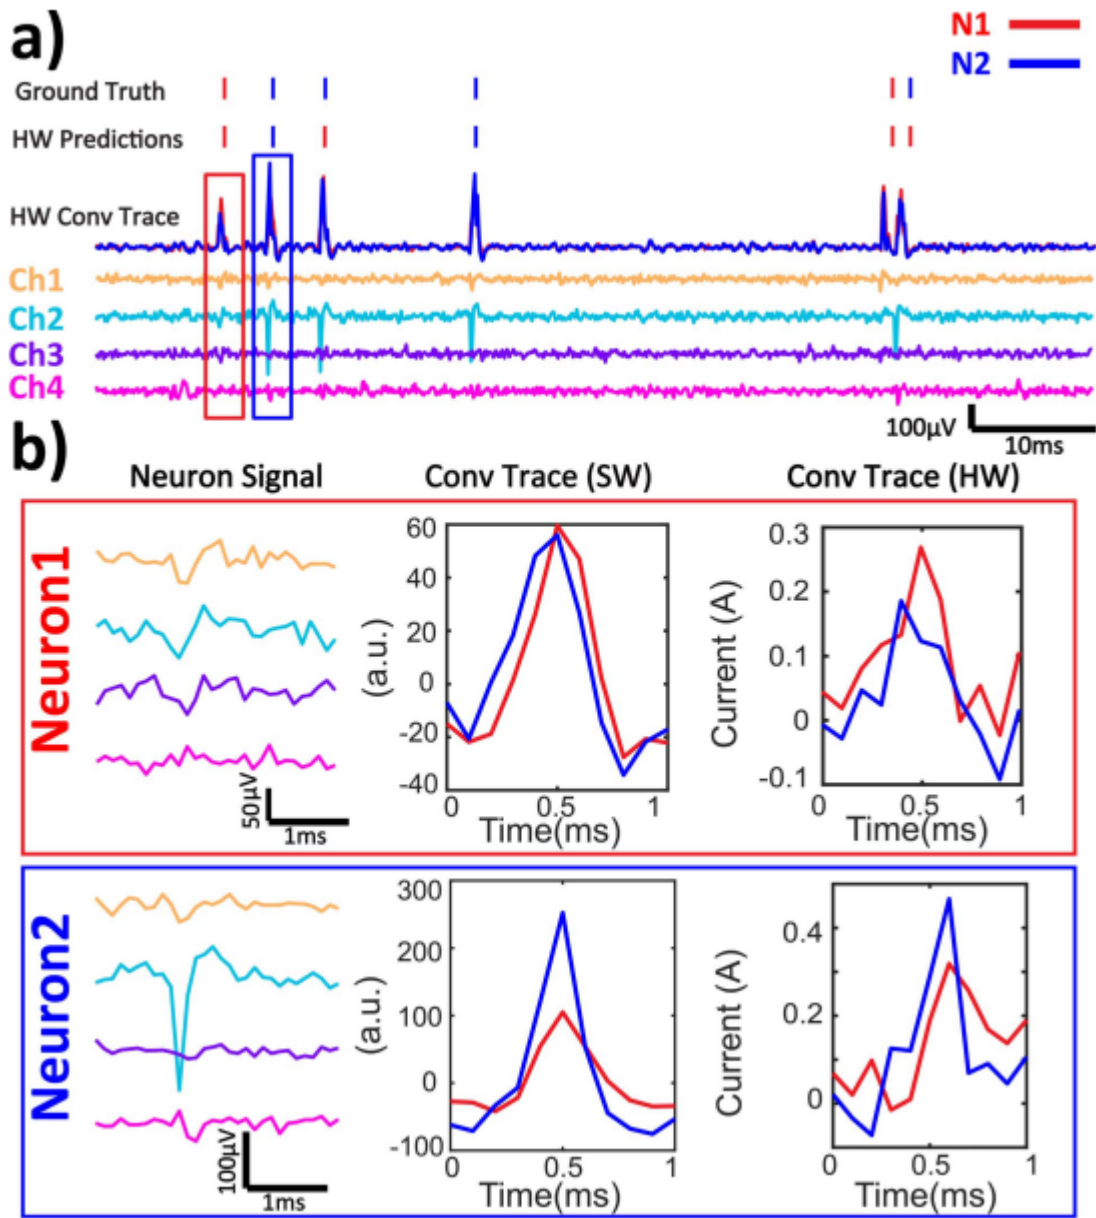 a)
N1
N2
Ground Truth
HW Predictions
HW Conv Trace
Ch1
Ch2
Ch3
Ch4
100µV
10ms
b)
Neuron Signal
Conv Trace (SW)
Conv Trace (HW)
Neuron1
50µV
1ms
60
40
20
0
-20
-40
(a.u.)
0
0.5
1
Time(ms)
0.3
0.2
0.1
0
-0.1
Current (A)
0
0.5
1
Time(ms)
Neuron2
100µV
1ms
300
200
100
0
-100
(a.u.)
0
0.5
1
Time(ms)
0.4
0.2
0
Current (A)
0
0.5
1
Time(ms)